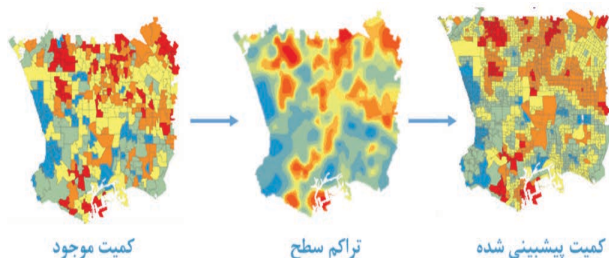 کمیت پیشبینی شده
تراکم سطح
کمیت موجود